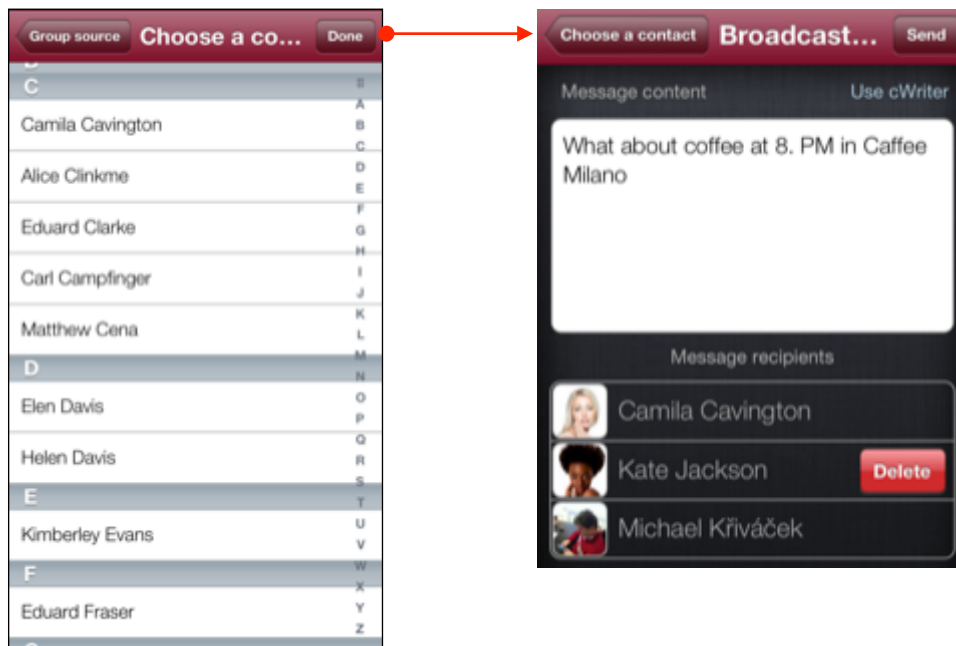 Group source Choose a co... Done
C
Camila Cavington
Alice Clinkme
Eduard Clarke
Carl Campfinger
Matthew Cena
D
Elen Davis
Helen Davis
E
Kimberley Evans
F
Eduard Fraser
A
B
C
D
E
F
G
H
I
J
K
L
M
N
O
P
Q
R
S
T
U
V
W
X
Y
Z
Choose a contact Broadcast... Send
Message content Use cWriter
What about coffee at 8. PM in Caffee
Milano
Message recipients
Camila Cavington
Kate Jackson Delete
Michael Křiváček